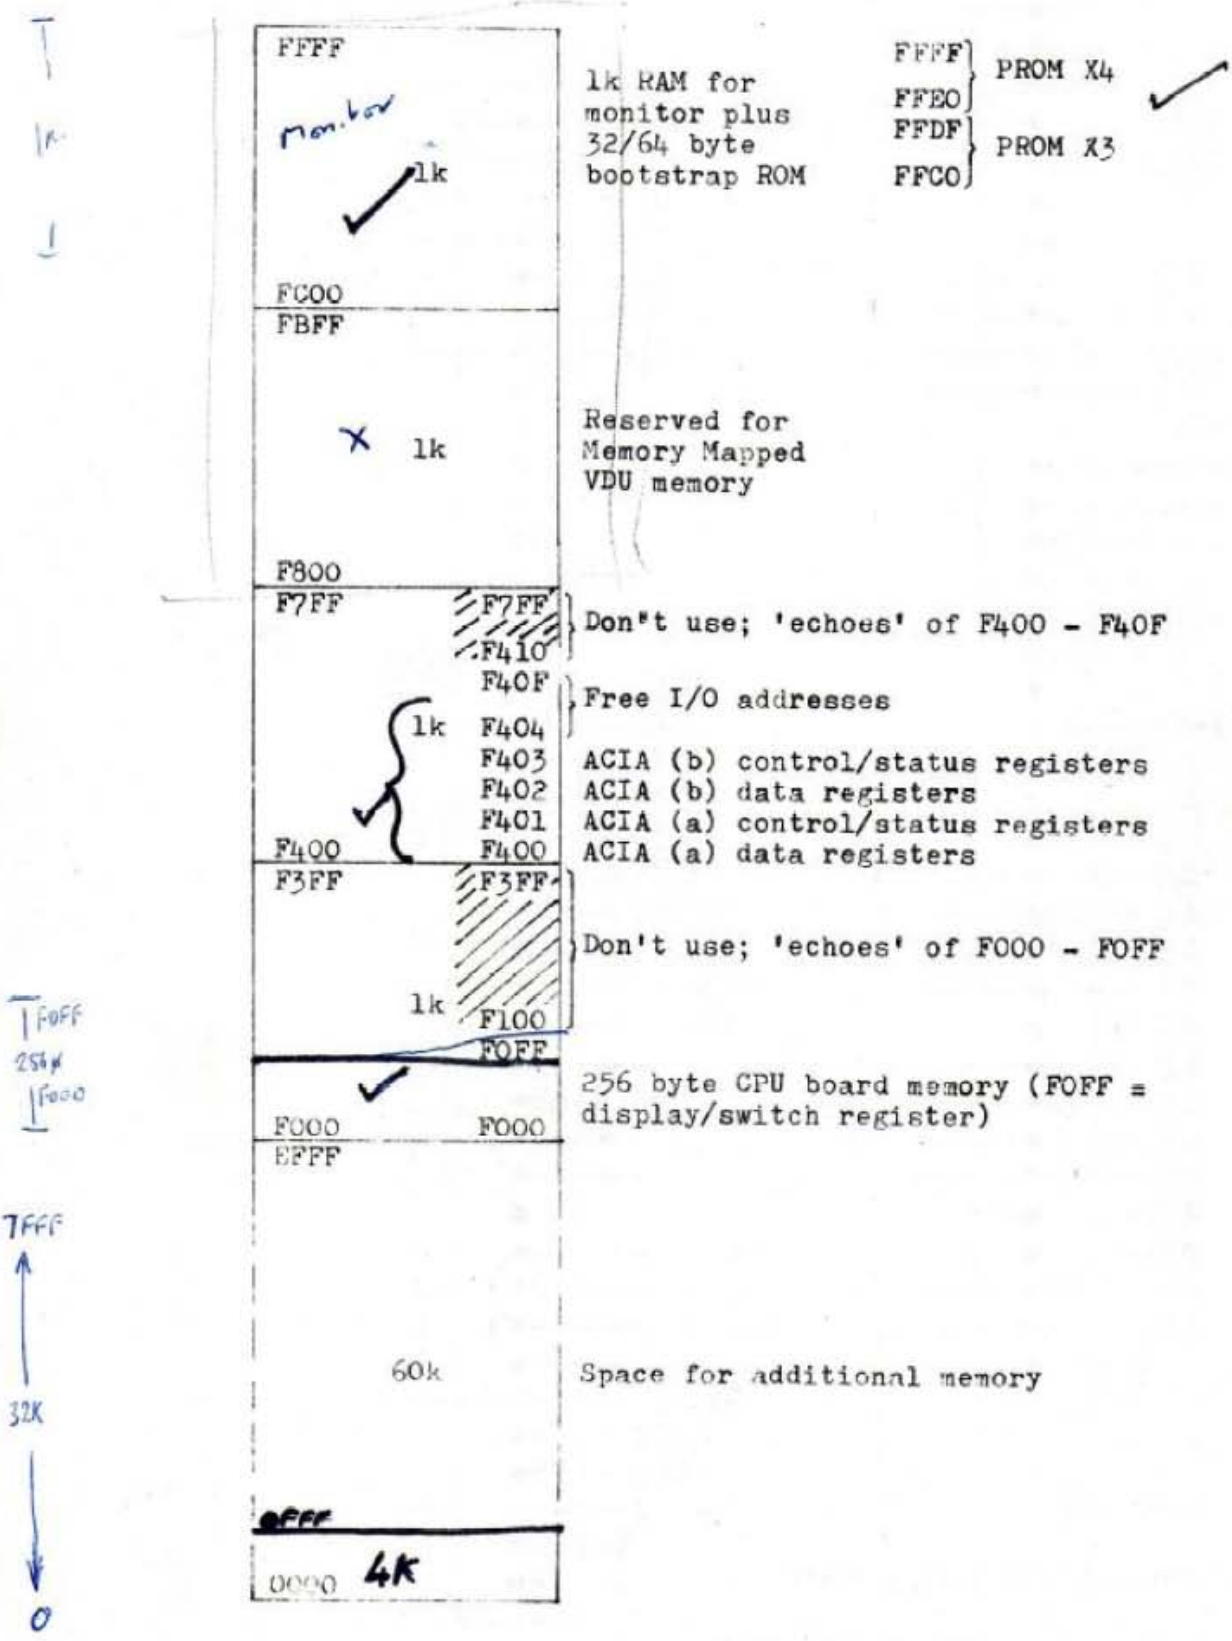 FFFF
Monitor
1k
FC00
1k RAM for
monitor plus
32/64 byte
bootstrap ROM
FFFF
FFE0
PROM X4
FFDF
FFC0
PROM X3
FBFF
X 1k
F800
Reserved for
Memory Mapped
VDU memory
F7FF
1k
F400
F7FF
F410
Don't use; 'echoes' of F400 - F40F
F40F
F404
Free I/O addresses
F403 ACIA (b) control/status registers
F402 ACIA (b) data registers
F401 ACIA (a) control/status registers
F400 ACIA (a) data registers
F3FF
1k
F3FF
F100
Don't use; 'echoes' of F000 - F0FF
F0FF
F000
F000
256 byte CPU board memory (F0FF =
display/switch register)
F0FF
256
F000
EFFF
60k
Space for additional memory
7FFF
32K
0
0FFF
4K
0000